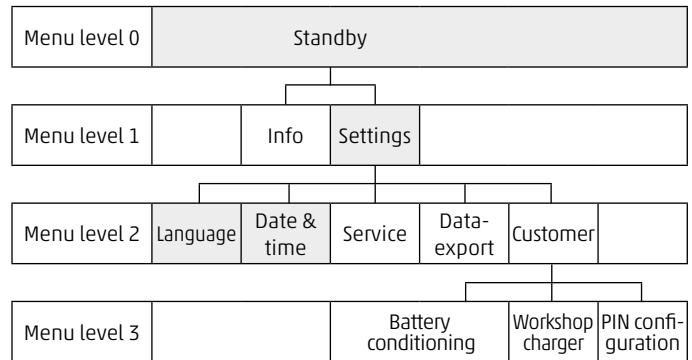 Menu level 0 Standby
Menu level 1 Info Settings
Menu level 2 Language Date & time Service Data-export Customer
Menu level 3 Battery conditioning Workshop charger PIN confi-guration